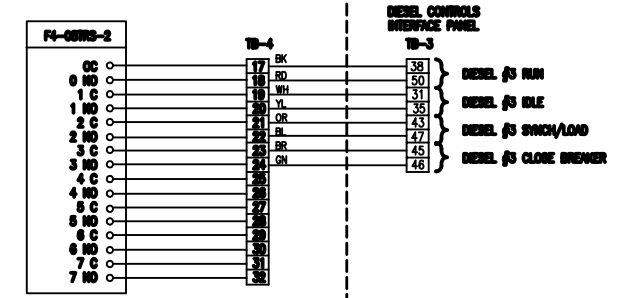 DIESEL CONTROLS
INTERFACE PANEL
F4-08TRS-2
TB-4
TB-3
0C 17 BK 38
0 NO 18 RD 50 DIESEL #3 RUN
1 C 19 WH 31
1 NO 20 YL 35 DIESEL #3 IDLE
2 C 21 OR 43
2 NO 22 BL 47 DIESEL #3 SYNCH/LOAD
3 C 23 BR 45
3 NO 24 GN 46 DIESEL #3 CLOSE BREAKER
4 C 25
4 NO 26
5 C 27
5 NO 28
6 C 29
6 NO 30
7 C 31
7 NO 32